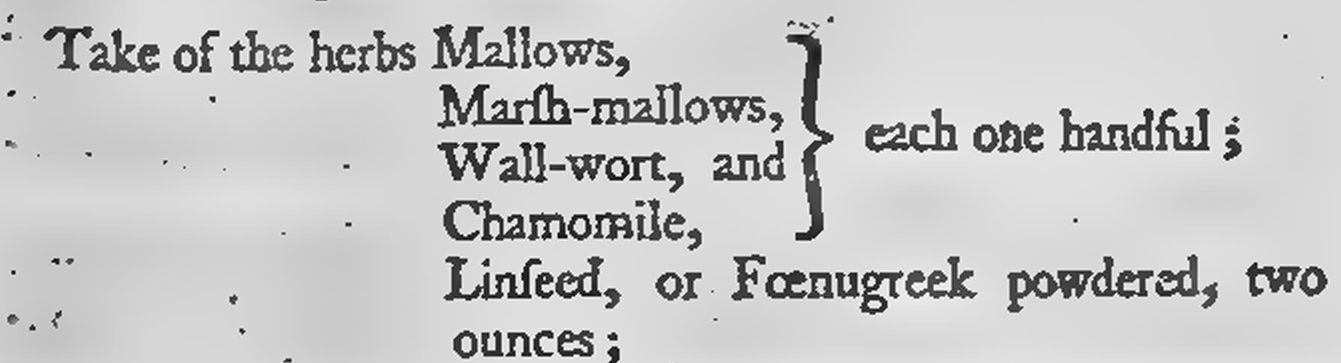 Take of the herbs Mallows,
Marſh-mallows,
Wall-wort, and
Chamomile,
each one handful;
Linſeed, or Fœnugreek powdered, two
ounces;